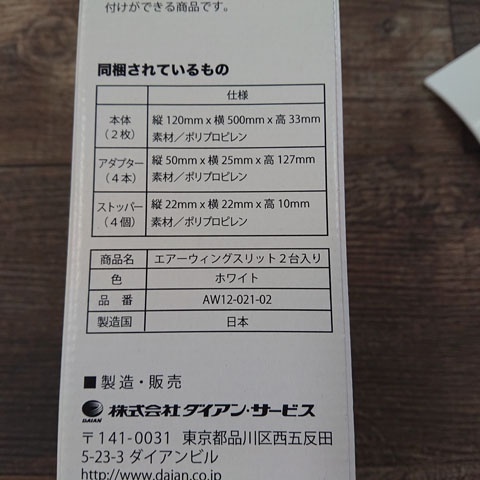 付けができる商品です。
同梱されているもの
仕様
本体
（２枚）
縦 120mm x 横 500mm x 高 33mm
素材／ポリプロピレン
アダプター
（４本）
縦 50mm x 横 25mm x 高 127mm
素材／ポリプロピレン
ストッパー
（４個）
縦 22mm x 横 22mm x 高 10mm
素材／ポリプロピレン
商品名 エアーウィングスリット２台入り
色 ホワイト
品 番 AW12-021-02
製造国 日本
■ 製造・販売
DAIAN 株式会社 ダイアン・サービス
〒141-0031 東京都品川区西五反田
5-23-3 ダイアンビル
http://www.daian.co.jp